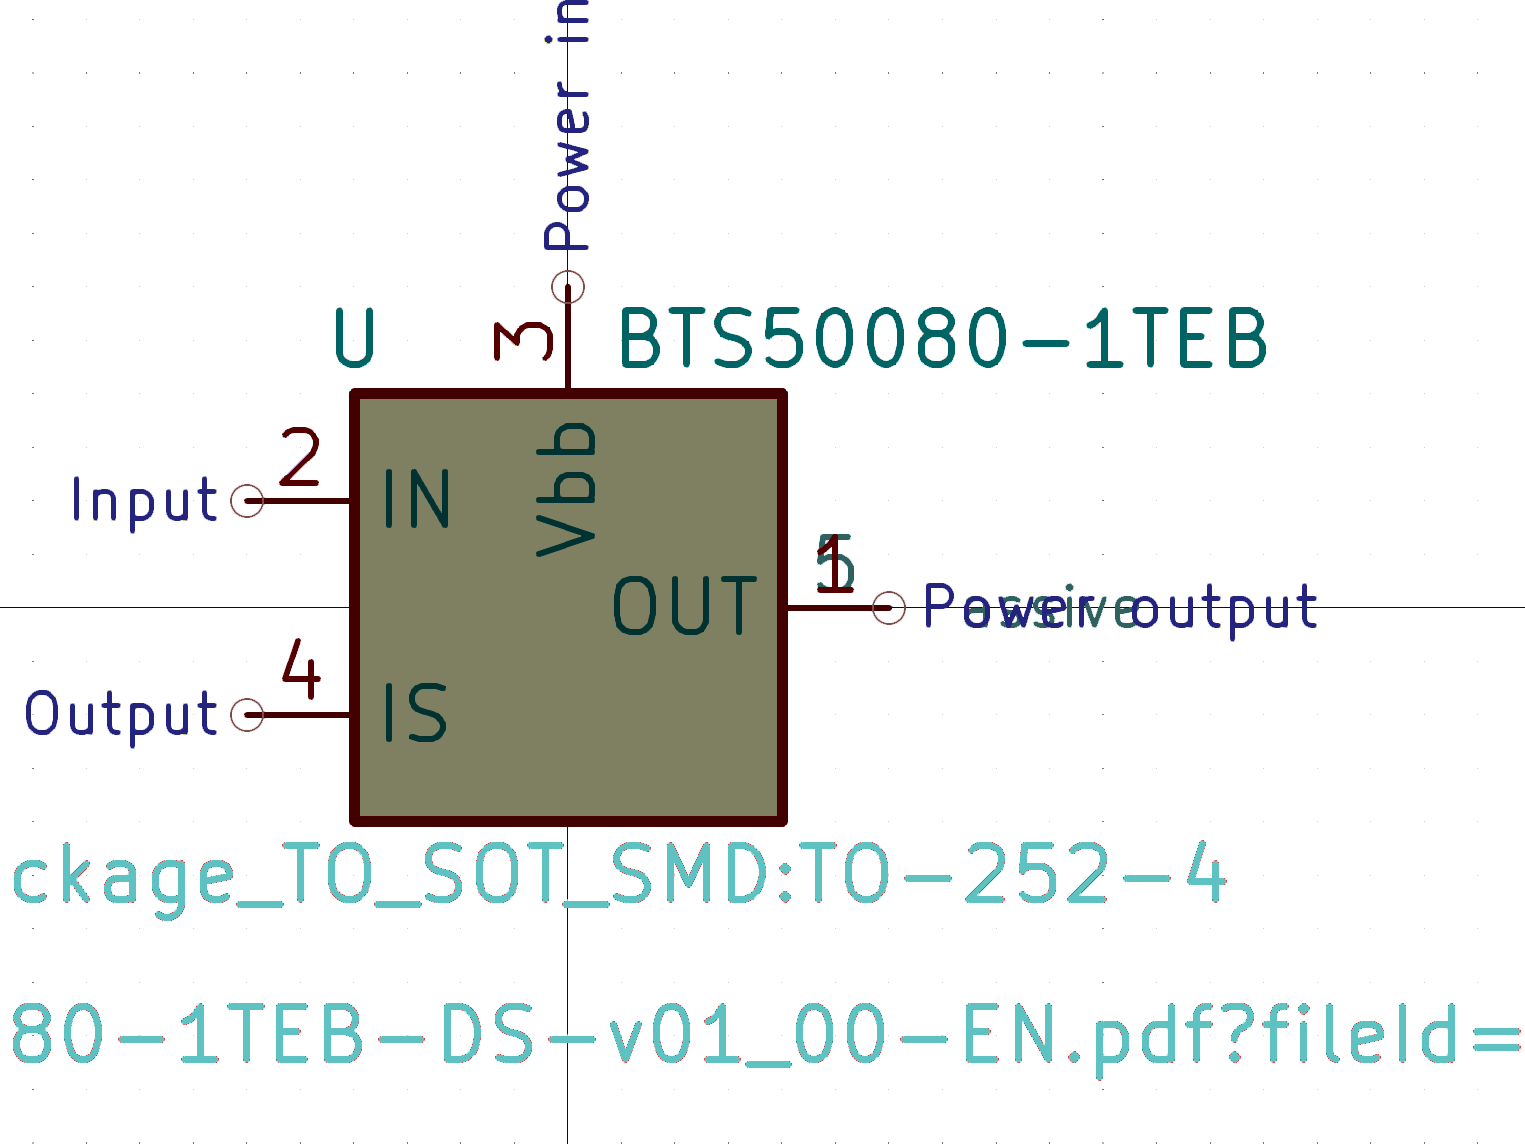 Power in
U
3
BTS50080-1TEB
2
Input
IN
Vbb
5
1
OUT
Power output
4
Output
IS
ckage_TO_SOT_SMD:TO-252-4
80-1TEB-DS-v01_00-EN.pdf?fileId=